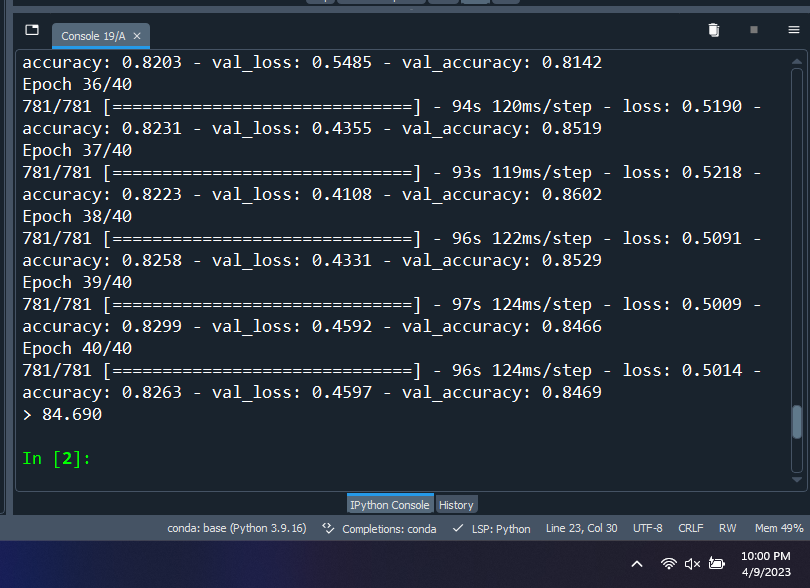 Console 19/A
accuracy: 0.8203 - val_loss: 0.5485 - val_accuracy: 0.8142
Epoch 36/40
781/781 [==============================] - 94s 120ms/step - loss: 0.5190 -
accuracy: 0.8231 - val_loss: 0.4355 - val_accuracy: 0.8519
Epoch 37/40
781/781 [==============================] - 93s 119ms/step - loss: 0.5218 -
accuracy: 0.8223 - val_loss: 0.4108 - val_accuracy: 0.8602
Epoch 38/40
781/781 [==============================] - 96s 122ms/step - loss: 0.5091 -
accuracy: 0.8258 - val_loss: 0.4331 - val_accuracy: 0.8529
Epoch 39/40
781/781 [==============================] - 97s 124ms/step - loss: 0.5009 -
accuracy: 0.8299 - val_loss: 0.4592 - val_accuracy: 0.8466
Epoch 40/40
781/781 [==============================] - 96s 124ms/step - loss: 0.5014 -
accuracy: 0.8263 - val_loss: 0.4597 - val_accuracy: 0.8469
> 84.690
In [2]:
IPython Console History
conda: base (Python 3.9.16) Completions: conda LSP: Python Line 23, Col 30 UTF-8 CRLF RW Mem 49%
10:00 PM
4/9/2023